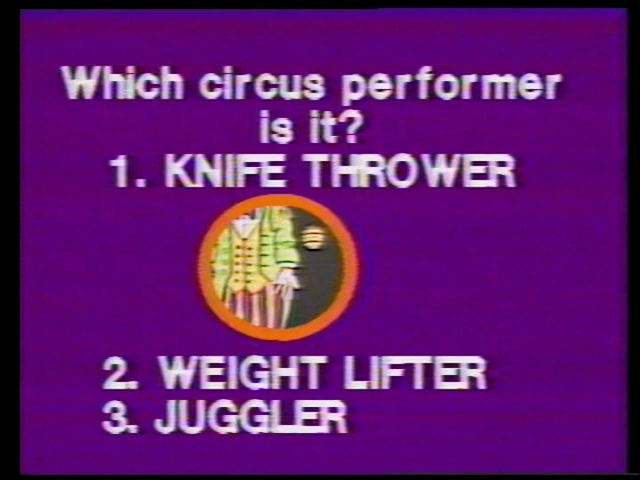 Which circus performer
is it?
1. KNIFE THROWER
2. WEIGHT LIFTER
3. JUGGLER